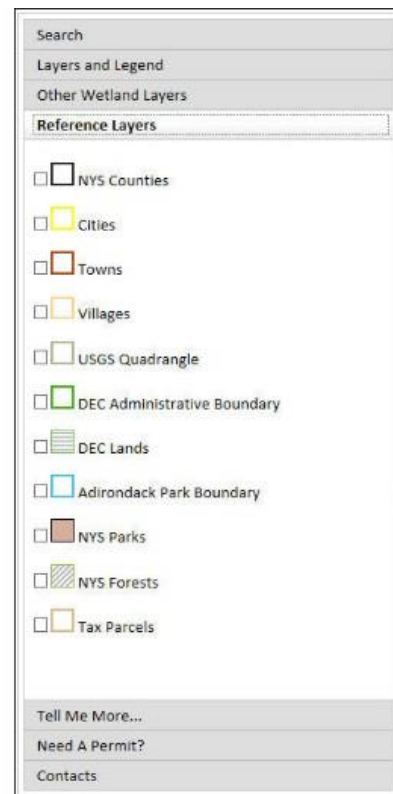 Search
Layers and Legend
Other Wetland Layers
Reference Layers
NYS Counties
Cities
Towns
Villages
USGS Quadrangle
DEC Administrative Boundary
DEC Lands
Adirondack Park Boundary
NYS Parks
NYS Forests
Tax Parcels
Tell Me More...
Need A Permit?
Contacts